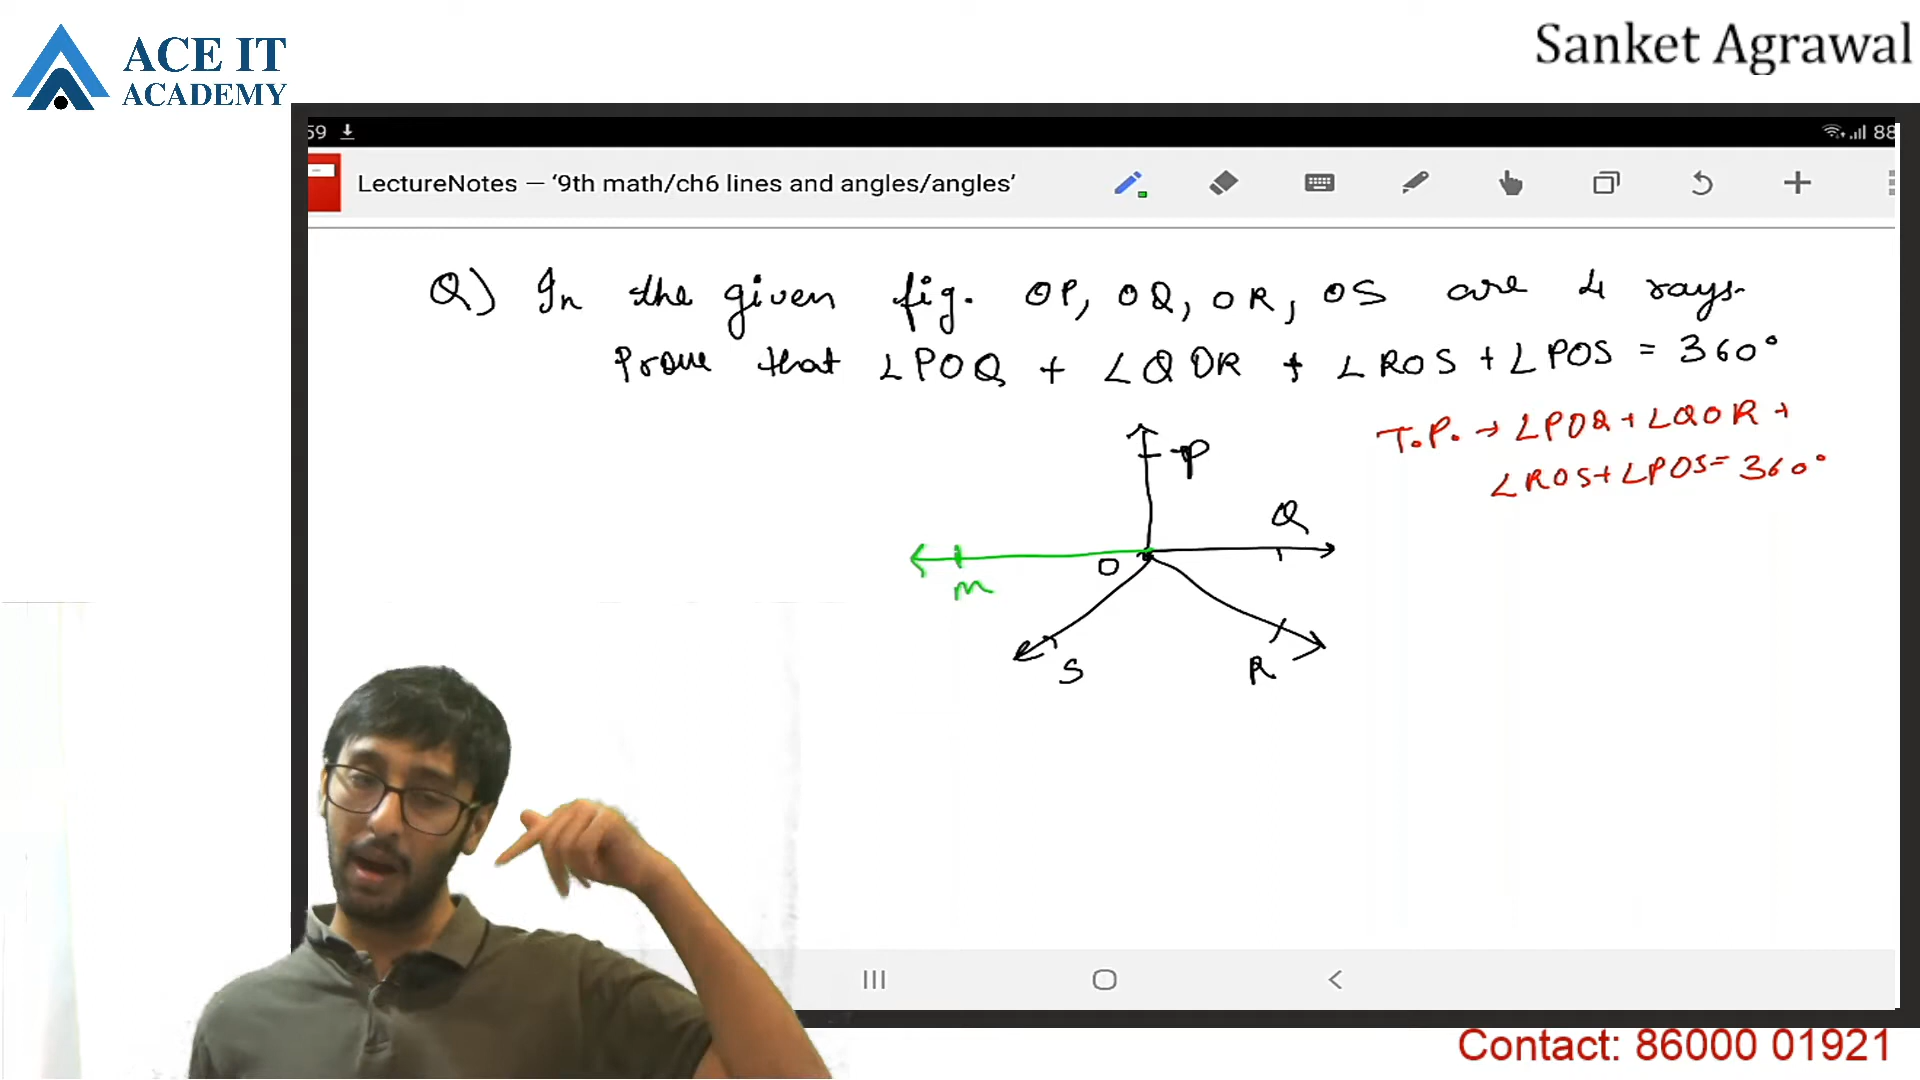 ACE IT
ACADEMY
Sanket Agrawal
59 88
LectureNotes — ‘9th math/ch6 lines and angles/angles’
Q) In the given fig. OP, OQ, OR, OS are 4 rays.
Prove that ∠POQ + ∠QOR + ∠ROS + ∠POS = 360°
T.P. → ∠POQ + ∠QOR +
∠ROS + ∠POS = 360°
P
Q
O
m
S
R
Contact: 86000 01921